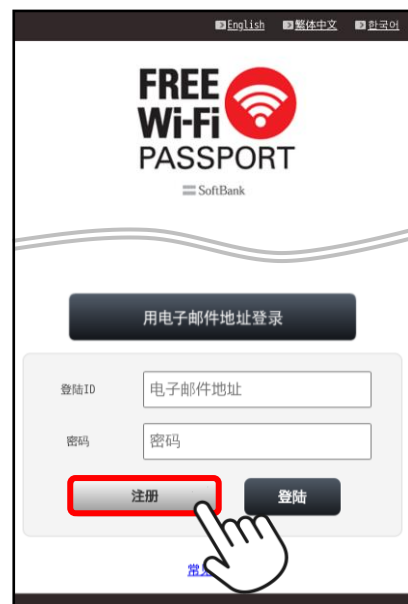 English 繁体中文 한국어
FREE
Wi-Fi
PASSPORT
SoftBank
用电子邮件地址登录
登陆ID 电子邮件地址
密码 密码
注册 登陆
常